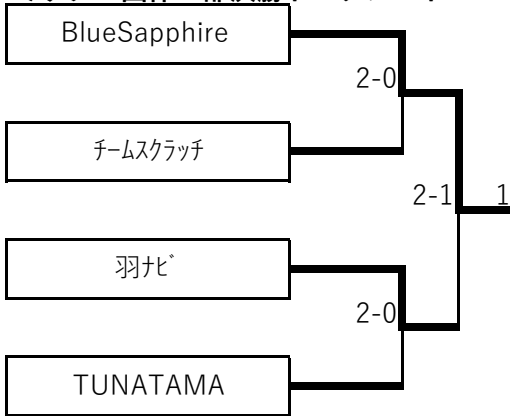 BlueSapphire
2-0
ﾁｰﾑｽｸﾗｯﾁ
2-1 1
羽ﾅﾋﾞ
2-0
TUNATAMA